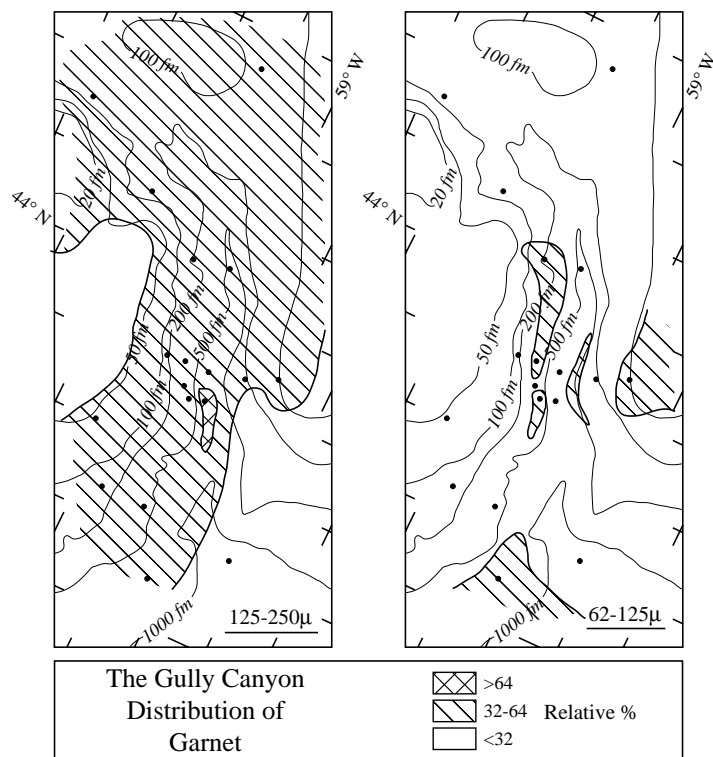 100 fm
59° W
20 fm
44° N
200 fm
500 fm
50 fm
100 fm
~1000 fm
125-250µ
100 fm
59° W
20 fm
44° N
200 fm
500 fm
50 fm
100 fm
~1000 fm
62-125µ
The Gully Canyon
Distribution of
Garnet
>64
32-64 Relative %
<32